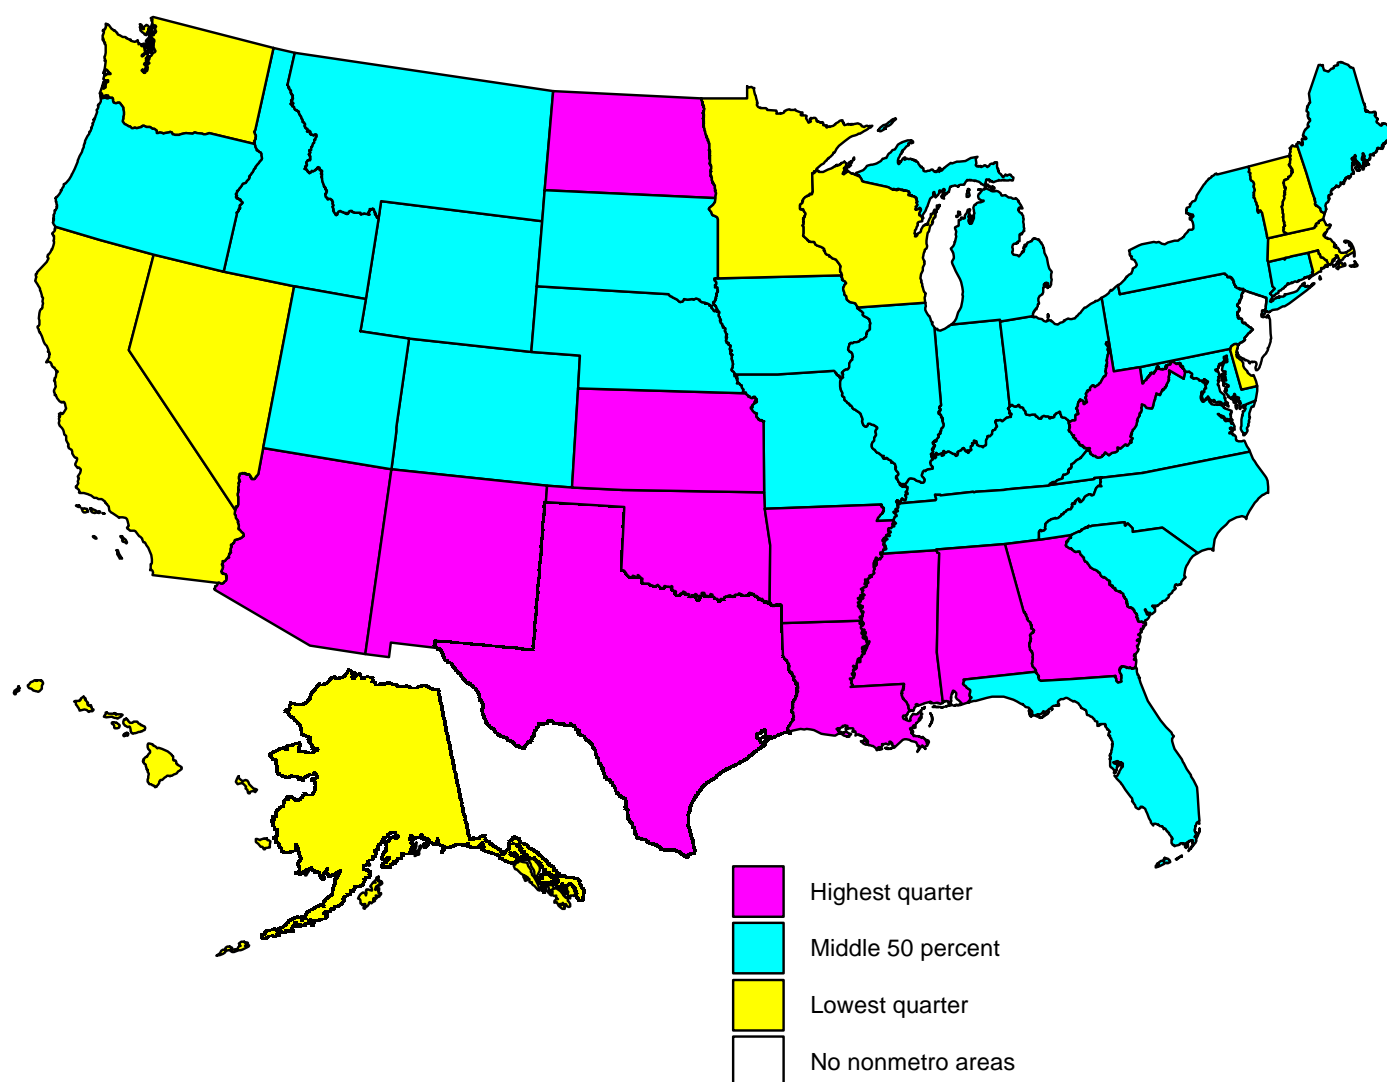 Highest quarter
Middle 50 percent
Lowest quarter
No nonmetro areas